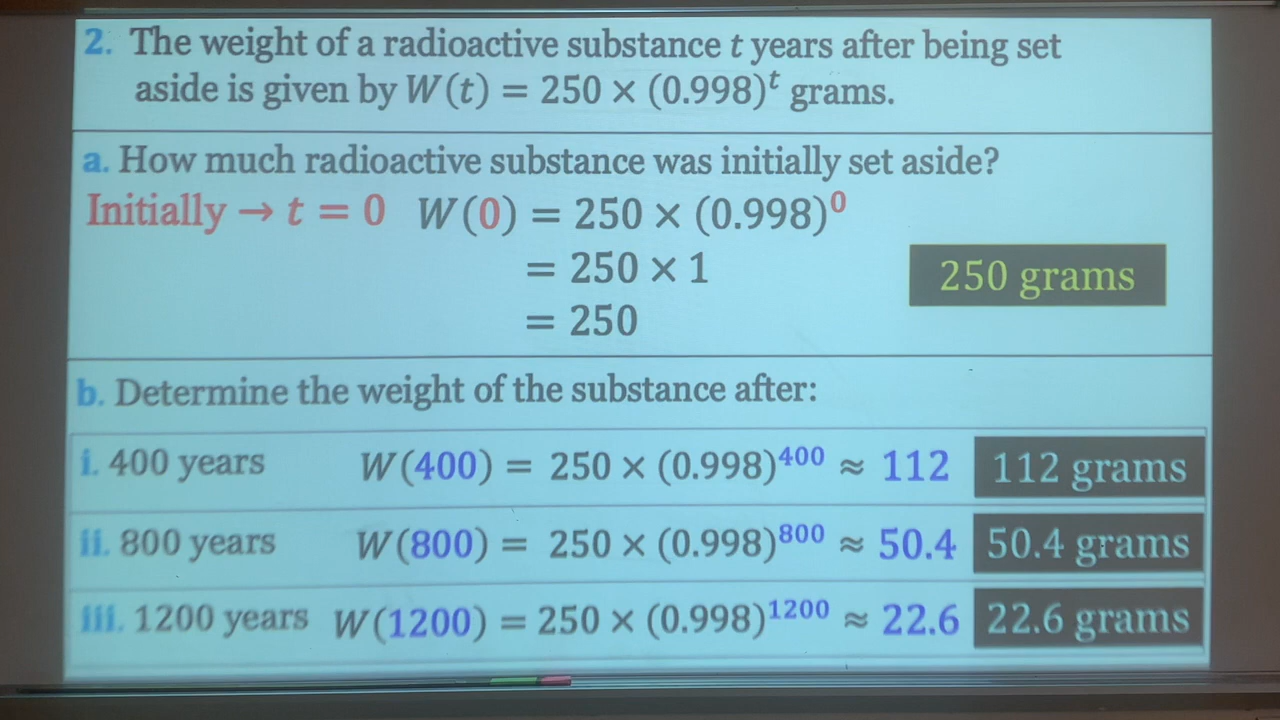 2. The weight of a radioactive substance t years after being set
aside is given by W(t) = 250 × (0.998)^t grams.
a. How much radioactive substance was initially set aside?
Initially → t = 0 W(0) = 250 × (0.998)^0
= 250 × 1
250 grams
= 250
b. Determine the weight of the substance after:
i. 400 years W(400) = 250 × (0.998)^400 ≈ 112 112 grams
ii. 800 years W(800) = 250 × (0.998)^800 ≈ 50.4 50.4 grams
iii. 1200 years W(1200) = 250 × (0.998)^1200 ≈ 22.6 22.6 grams